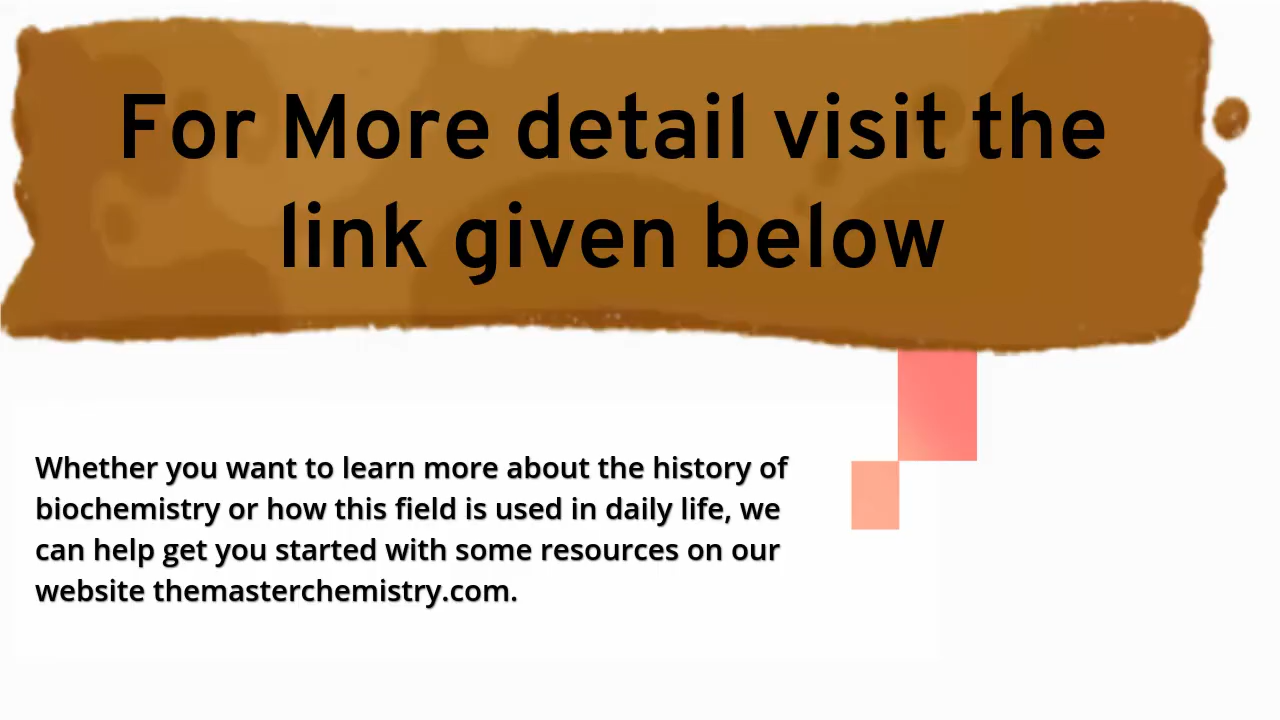 For More detail visit the
link given below
Whether you want to learn more about the history of
biochemistry or how this field is used in daily life, we
can help get you started with some resources on our
website themasterchemistry.com.